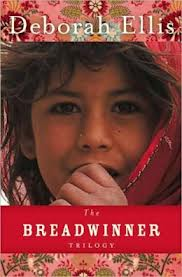 Deborah Ellis
The
BREADWINNER
TRILOGY